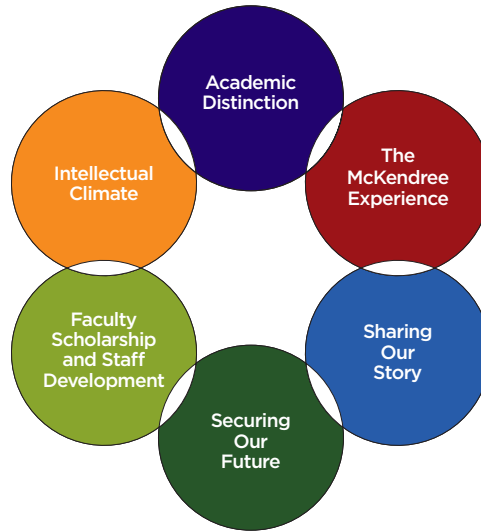 Academic
Distinction
The
McKendree
Experience
Sharing
Our
Story
Securing
Our
Future
Faculty
Scholarship
and Staff
Development
Intellectual
Climate